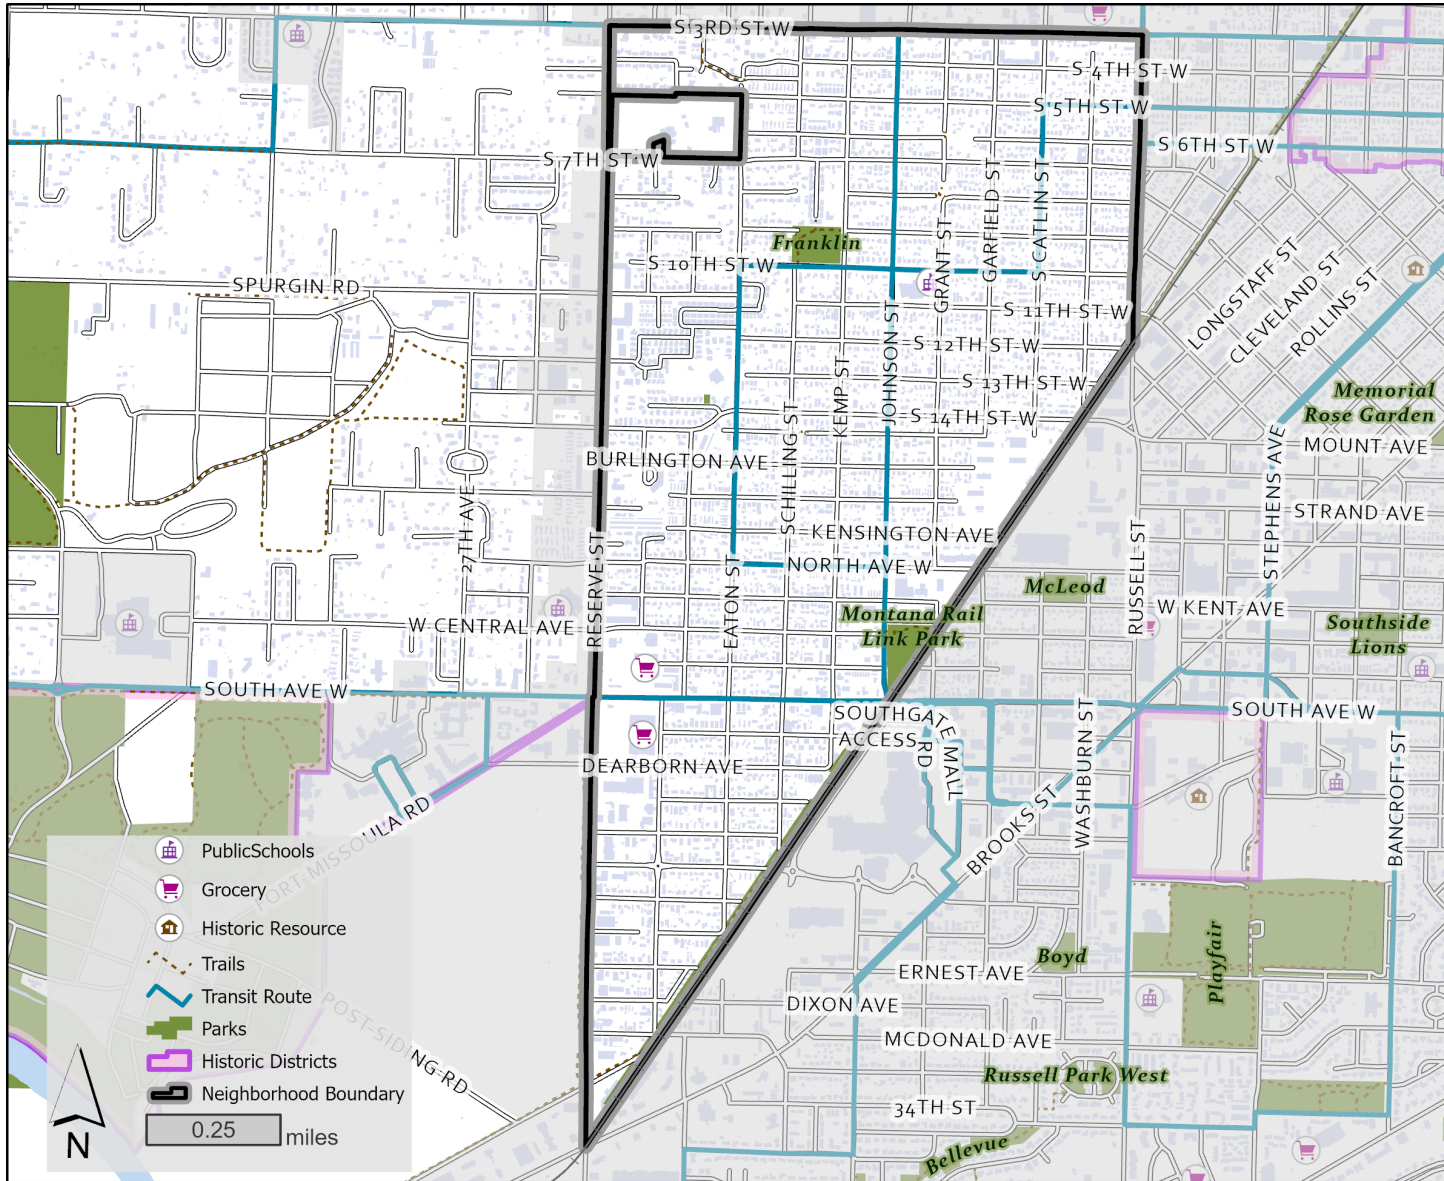 S 3RD ST W
S 4TH ST W
S 5TH ST W
S 6TH ST W
S 7TH ST W
GARFIELD ST
S CATLIN ST
GRANT ST
Franklin
S 10TH ST W
SPURGIN RD
LONGSTAFF ST
CLEVELAND ST
ROLLINS ST
S 11TH ST W
JOHNSON ST
S 12TH ST W
KEMP ST
S 13TH ST W
Memorial
Rose Garden
SCHILLING ST
S 14TH ST W
MOUNT AVE
BURLINGTON AVE
STEPHENS AVE
STRAND AVE
27TH AVE
KENSINGTON AVE
RESERVE ST
EATON ST
NORTH AVE W
RUSSELL ST
McLeod
Montana Rail
Link Park
W KENT AVE
Southside
Lions
W CENTRAL AVE
SOUTH AVE W
SOUTHGATE
ACCESS
RD
MALL
WASHBURN ST
SOUTH AVE W
DEARBORN AVE
BROOKS ST
BANCROFT ST
FORT MISSOULA RD
Boyd
Playfair
ERNEST AVE
DIXON AVE
MCDONALD AVE
POST SIDING RD
Russell Park West
34TH ST
Bellevue
PublicSchools
Grocery
Historic Resource
Trails
Transit Route
Parks
Historic Districts
Neighborhood Boundary
0.25 miles
N